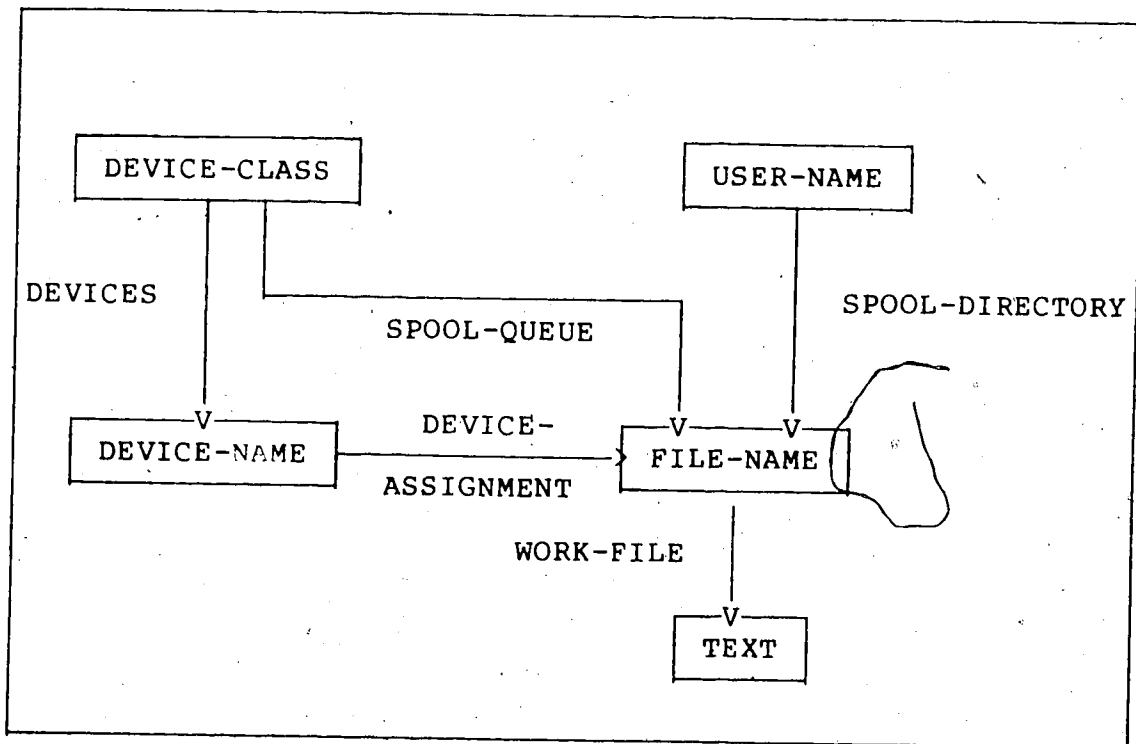 DEVICE-CLASS
USER-NAME
DEVICES
SPOOL-DIRECTORY
SPOOL-QUEUE
DEVICE-
ASSIGNMENT
DEVICE-NAME
FILE-NAME
WORK-FILE
TEXT